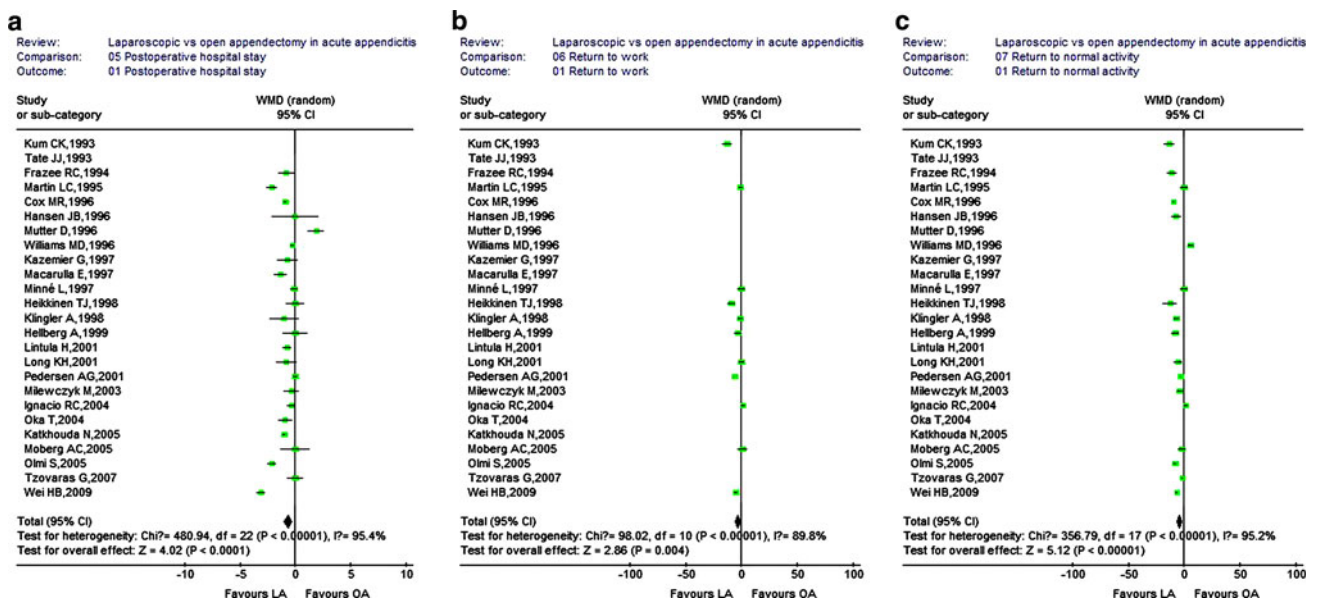 a
Review: Laparoscopic vs open appendectomy in acute appendicitis
Comparison: 05 Postoperative hospital stay
Outcome: 01 Postoperative hospital stay
Study
or sub-category
WMD (random)
95% CI
Kum CK,1993
Tate JJ,1993
Frazee RC,1994
Martin LC,1995
Cox MR,1996
Hansen JB,1996
Mutter D,1996
Williams MD,1996
Kazemier G,1997
Macarulla E,1997
Minné L,1997
Heikkinen TJ,1998
Klingler A,1998
Hellberg A,1999
Lintula H,2001
Long KH,2001
Pedersen AG,2001
Milewczyk M,2003
Ignacio RC,2004
Oka T,2004
Katkhouda N,2005
Moberg AC,2005
Olmi S,2005
Tzovaras G,2007
Wei HB,2009
Total (95% CI)
Test for heterogeneity: Chi?= 480.94, df = 22 (P < 0.00001), I?= 95.4%
Test for overall effect: Z = 4.02 (P < 0.0001)
-10 -5 0 5 10
Favours LA Favours OA
b
Review: Laparoscopic vs open appendectomy in acute appendicitis
Comparison: 06 Return to work
Outcome: 01 Return to work
Study
or sub-category
WMD (random)
95% CI
Kum CK,1993
Tate JJ,1993
Frazee RC,1994
Martin LC,1995
Cox MR,1996
Hansen JB,1996
Mutter D,1996
Williams MD,1996
Kazemier G,1997
Macarulla E,1997
Minné L,1997
Heikkinen TJ,1998
Klingler A,1998
Hellberg A,1999
Lintula H,2001
Long KH,2001
Pedersen AG,2001
Milewczyk M,2003
Ignacio RC,2004
Oka T,2004
Katkhouda N,2005
Moberg AC,2005
Olmi S,2005
Tzovaras G,2007
Wei HB,2009
Total (95% CI)
Test for heterogeneity: Chi?= 98.02, df = 10 (P < 0.00001), I?= 89.8%
Test for overall effect: Z = 2.86 (P = 0.004)
-100 -50 0 50 100
Favours LA Favours OA
c
Review: Laparoscopic vs open appendectomy in acute appendicitis
Comparison: 07 Return to normal activity
Outcome: 01 Return to normal activity
Study
or sub-category
WMD (random)
95% CI
Kum CK,1993
Tate JJ,1993
Frazee RC,1994
Martin LC,1995
Cox MR,1996
Hansen JB,1996
Mutter D,1996
Williams MD,1996
Kazemier G,1997
Macarulla E,1997
Minné L,1997
Heikkinen TJ,1998
Klingler A,1998
Hellberg A,1999
Lintula H,2001
Long KH,2001
Pedersen AG,2001
Milewczyk M,2003
Ignacio RC,2004
Oka T,2004
Katkhouda N,2005
Moberg AC,2005
Olmi S,2005
Tzovaras G,2007
Wei HB,2009
Total (95% CI)
Test for heterogeneity: Chi?= 356.79, df = 17 (P < 0.00001), I?= 95.2%
Test for overall effect: Z = 5.12 (P < 0.00001)
-100 -50 0 50 100
Favours LA Favours OA